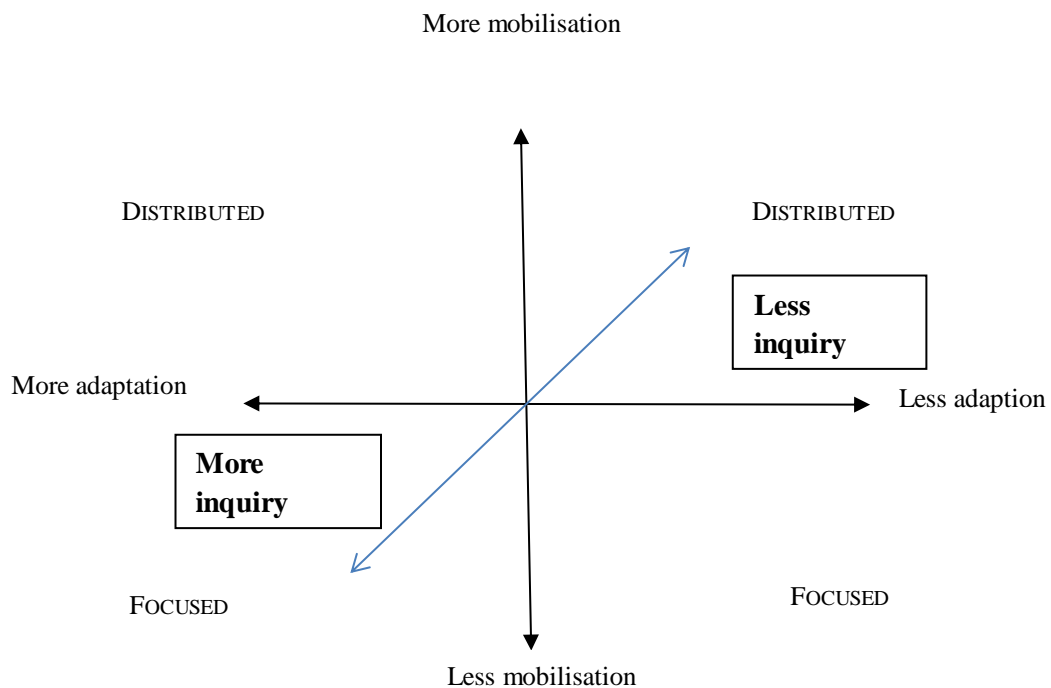 More mobilisation
DISTRIBUTED
DISTRIBUTED
Less
inquiry
More adaptation
Less adaption
More
inquiry
FOCUSED
FOCUSED
Less mobilisation